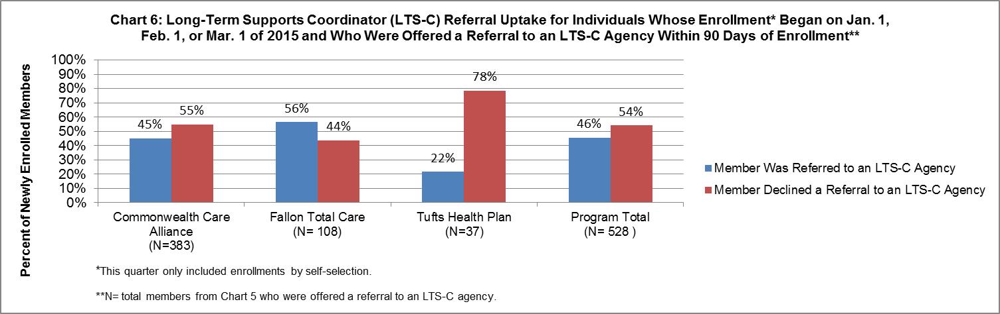 Chart 6: Long-Term Supports Coordinator (LTS-C) Referral Uptake for Individuals Whose Enrollment* Began on Jan. 1,
Feb. 1, or Mar. 1 of 2015 and Who Were Offered a Referral to an LTS-C Agency Within 90 Days of Enrollment**
Percent of Newly Enrolled Members
100%
90%
80%
70%
60%
50%
40%
30%
20%
10%
0%
45%
55%
56%
44%
22%
78%
46%
54%
Commonwealth Care
Alliance
(N=383)
Fallon Total Care
(N= 108)
Tufts Health Plan
(N=37)
Program Total
(N= 528 )
Member Was Referred to an LTS-C Agency
Member Declined a Referral to an LTS-C Agency
*This quarter only included enrollments by self-selection.
**N= total members from Chart 5 who were offered a referral to an LTS-C agency.